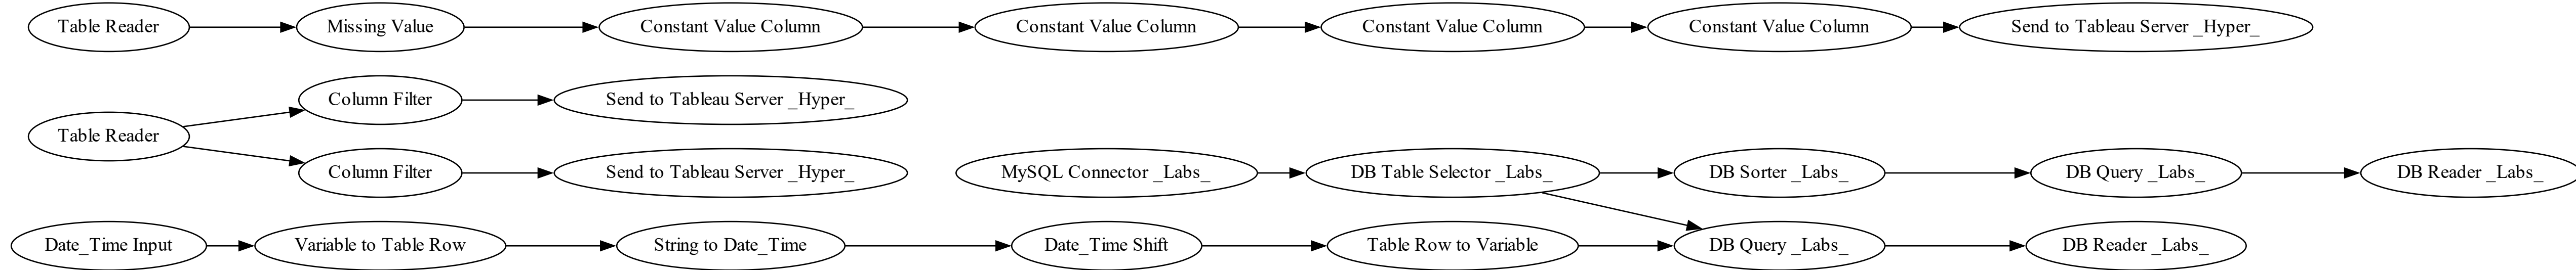 Table Reader
Missing Value
Constant Value Column
Constant Value Column
Constant Value Column
Constant Value Column
Send to Tableau Server _Hyper_
Table Reader
Column Filter
Send to Tableau Server _Hyper_
Column Filter
Send to Tableau Server _Hyper_
MySQL Connector _Labs_
DB Table Selector _Labs_
DB Sorter _Labs_
DB Query _Labs_
DB Reader _Labs_
Date_Time Input
Variable to Table Row
String to Date_Time
Date_Time Shift
Table Row to Variable
DB Query _Labs_
DB Reader _Labs_